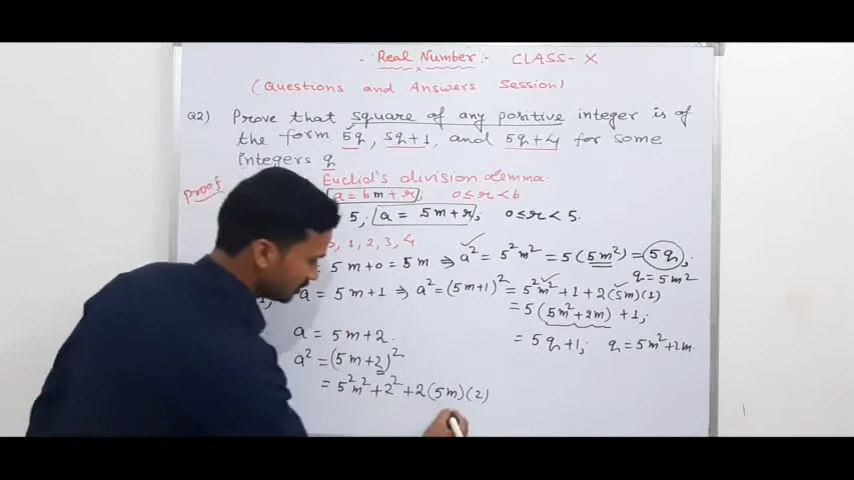 Real Number :- CLASS - X
(Questions and Answers Session)
Q2) Prove that square of any positive integer is of
the form 5q, 5q+1, and 5q+4 for some
Integers q
Proof Euclid's division Lemma.
a = bm + r, 0 ≤ r < b
5, a = 5m + r, 0 ≤ r < 5.
0, 1, 2, 3, 4.
5m+0 = 5m ⇒ a² = 5²m² = 5(5m²) = 5q,
q = 5m²
a = 5m+1 ⇒ a² = (5m+1)² = 5²m² + 1 + 2(5m)(1)
= 5(5m²+2m) + 1,
= 5q+1, q = 5m²+2m.
a = 5m+2.
a² = (5m+2)²
= 5²m² + 2² + 2(5m)(2)